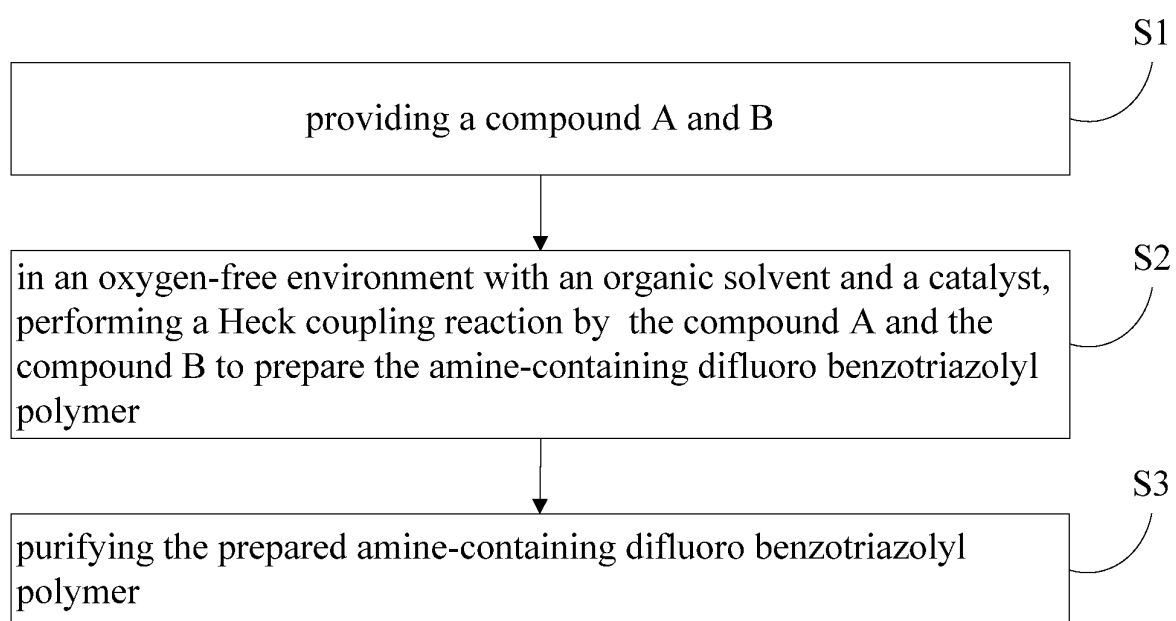 S1
providing a compound A and B
S2
in an oxygen-free environment with an organic solvent and a catalyst,
performing a Heck coupling reaction by the compound A and the
compound B to prepare the amine-containing difluoro benzotriazolyl
polymer
S3
purifying the prepared amine-containing difluoro benzotriazolyl
polymer